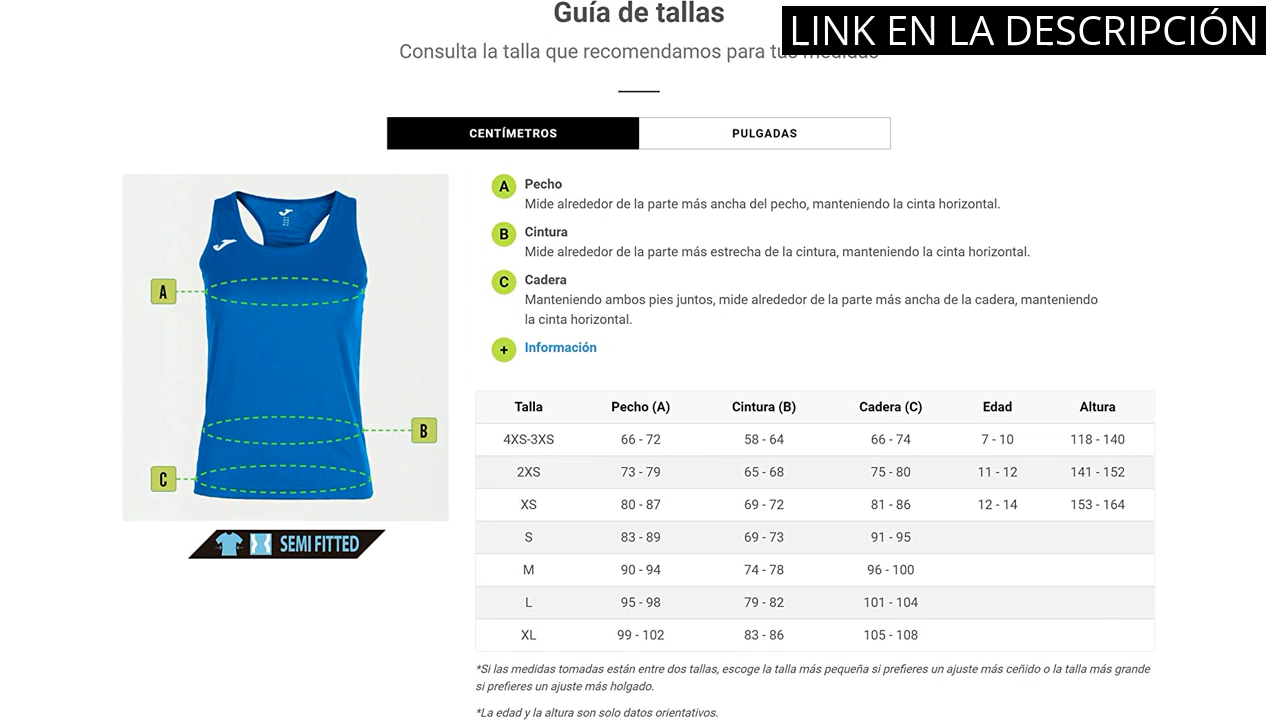 Guía de tallas
LINK EN LA DESCRIPCIÓN
Consulta la talla que recomendamos para tus medidas
CENTÍMETROS PULGADAS
A Pecho
Mide alrededor de la parte más ancha del pecho, manteniendo la cinta horizontal.
B Cintura
Mide alrededor de la parte más estrecha de la cintura, manteniendo la cinta horizontal.
C Cadera
Manteniendo ambos pies juntos, mide alrededor de la parte más ancha de la cadera, manteniendo
la cinta horizontal.
+ Información
A
B
C
SEMI FITTED
Talla Pecho (A) Cintura (B) Cadera (C) Edad Altura
4XS-3XS 66 - 72 58 - 64 66 - 74 7 - 10 118 - 140
2XS 73 - 79 65 - 68 75 - 80 11 - 12 141 - 152
XS 80 - 87 69 - 72 81 - 86 12 - 14 153 - 164
S 83 - 89 69 - 73 91 - 95
M 90 - 94 74 - 78 96 - 100
L 95 - 98 79 - 82 101 - 104
XL 99 - 102 83 - 86 105 - 108
*Si las medidas tomadas están entre dos tallas, escoge la talla más pequeña si prefieres un ajuste más ceñido o la talla más grande
si prefieres un ajuste más holgado.
*La edad y la altura son solo datos orientativos.